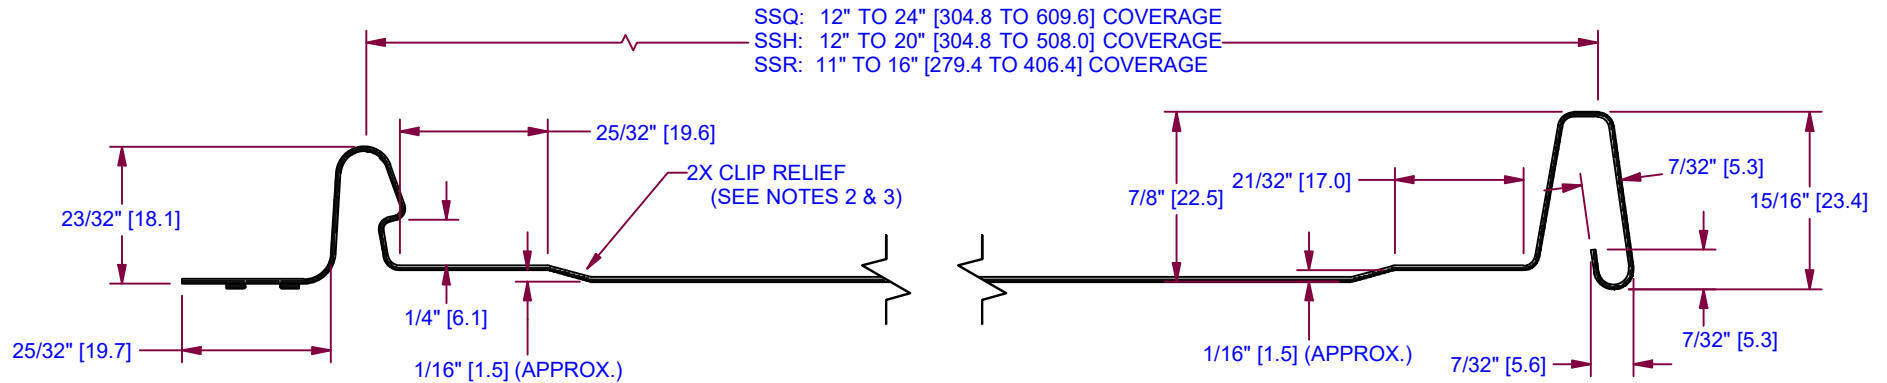 SSQ: 12" TO 24" [304.8 TO 609.6] COVERAGE
SSH: 12" TO 20" [304.8 TO 508.0] COVERAGE
SSR: 11" TO 16" [279.4 TO 406.4] COVERAGE
25/32" [19.6]
2X CLIP RELIEF
(SEE NOTES 2 & 3)
23/32" [18.1]
7/8" [22.5]
21/32" [17.0]
7/32" [5.3]
15/16" [23.4]
1/4" [6.1]
25/32" [19.7]
1/16" [1.5] (APPROX.)
1/16" [1.5] (APPROX.)
7/32" [5.6]
7/32" [5.3]